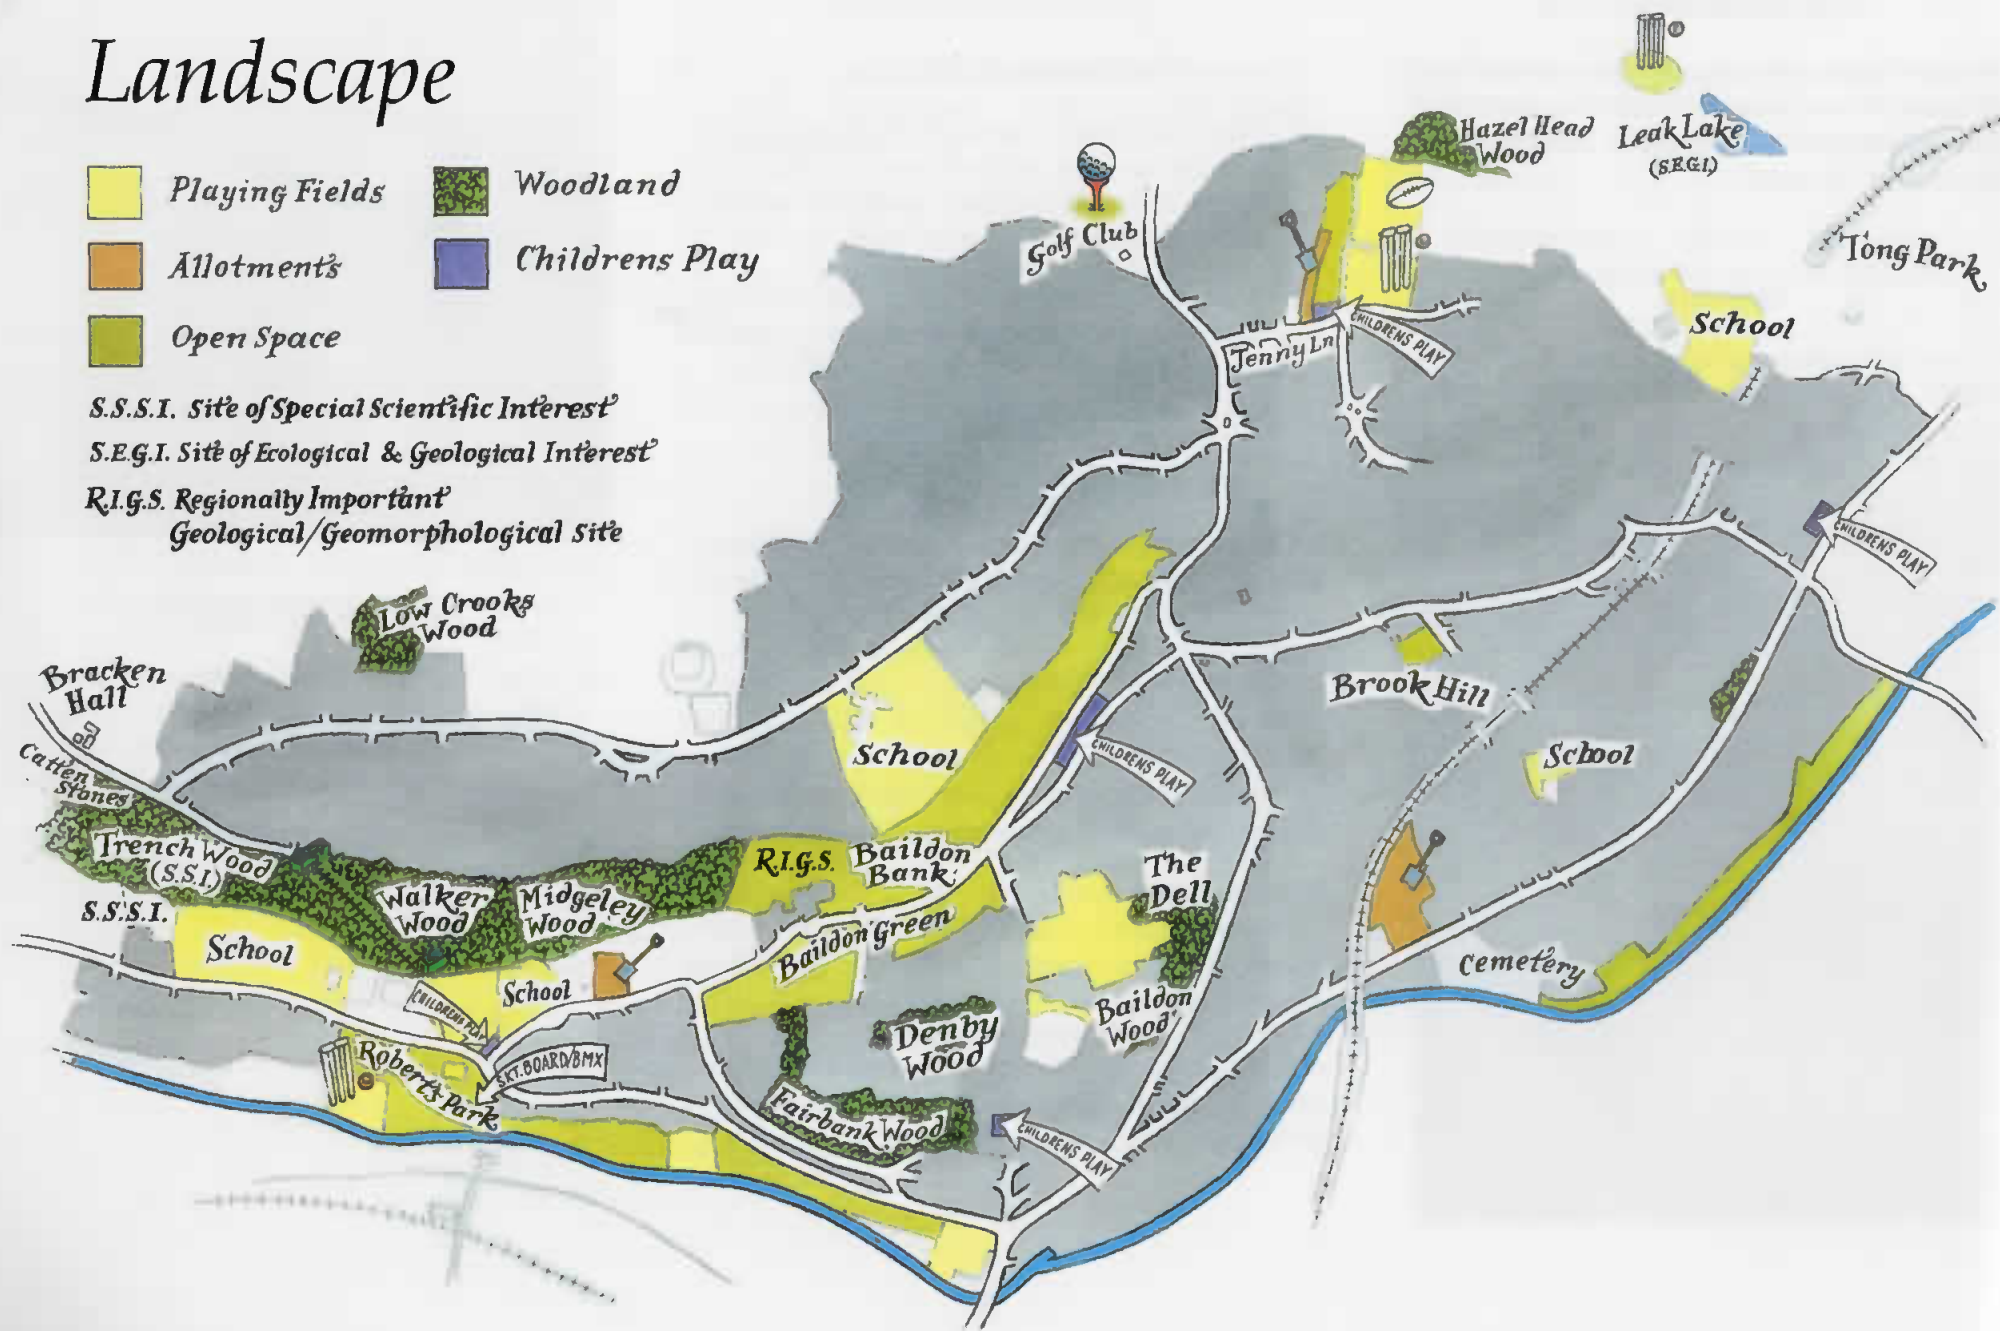 Landscape
Playing Fields
Woodland
Allotments
Childrens Play
Open Space
S.S.S.I. Site of Special Scientific Interest
S.E.G.I. Site of Ecological & Geological Interest
R.I.G.S. Regionally Important
Geological/Geomorphological Site
Hazel Head
Wood
Leak Lake
(S.E.G.I.)
Golf Club
Tong Park
School
Jenny Ln
CHILDRENS PLAY
CHILDRENS PLAY
Low Crooks
Wood
Bracken
Hall
Brook Hill
School
CHILDRENS PLAY
School
Catten
Stones
Trench Wood
(S.S.I.)
R.I.G.S.
Baildon
Bank
The
Dell
Walker
Wood
Midgeley
Wood
S.S.S.I.
School
Baildon Green
Cemetery
School
CHILDRENS PL
Baildon
Wood
Denby
Wood
Roberts Park
SKT.BOARD/BMX
Fairbank Wood
CHILDRENS PLAY